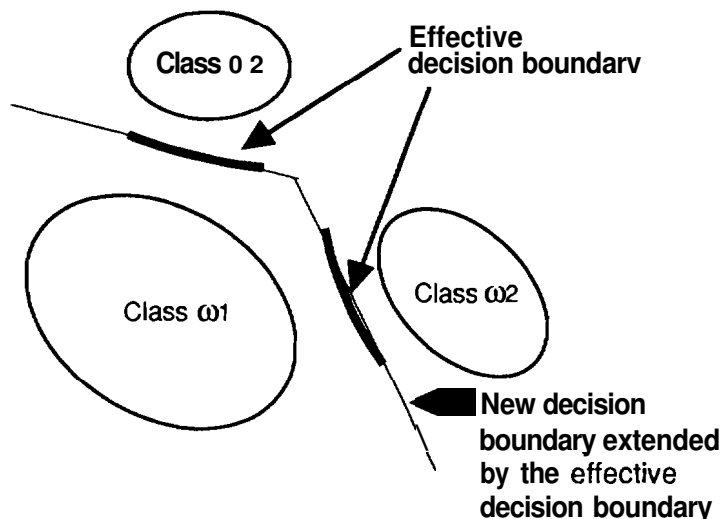 Effective
decision boundarv
Class 0 2
Class ω1
Class ω2
New decision
boundary extended
by the effective
decision boundary